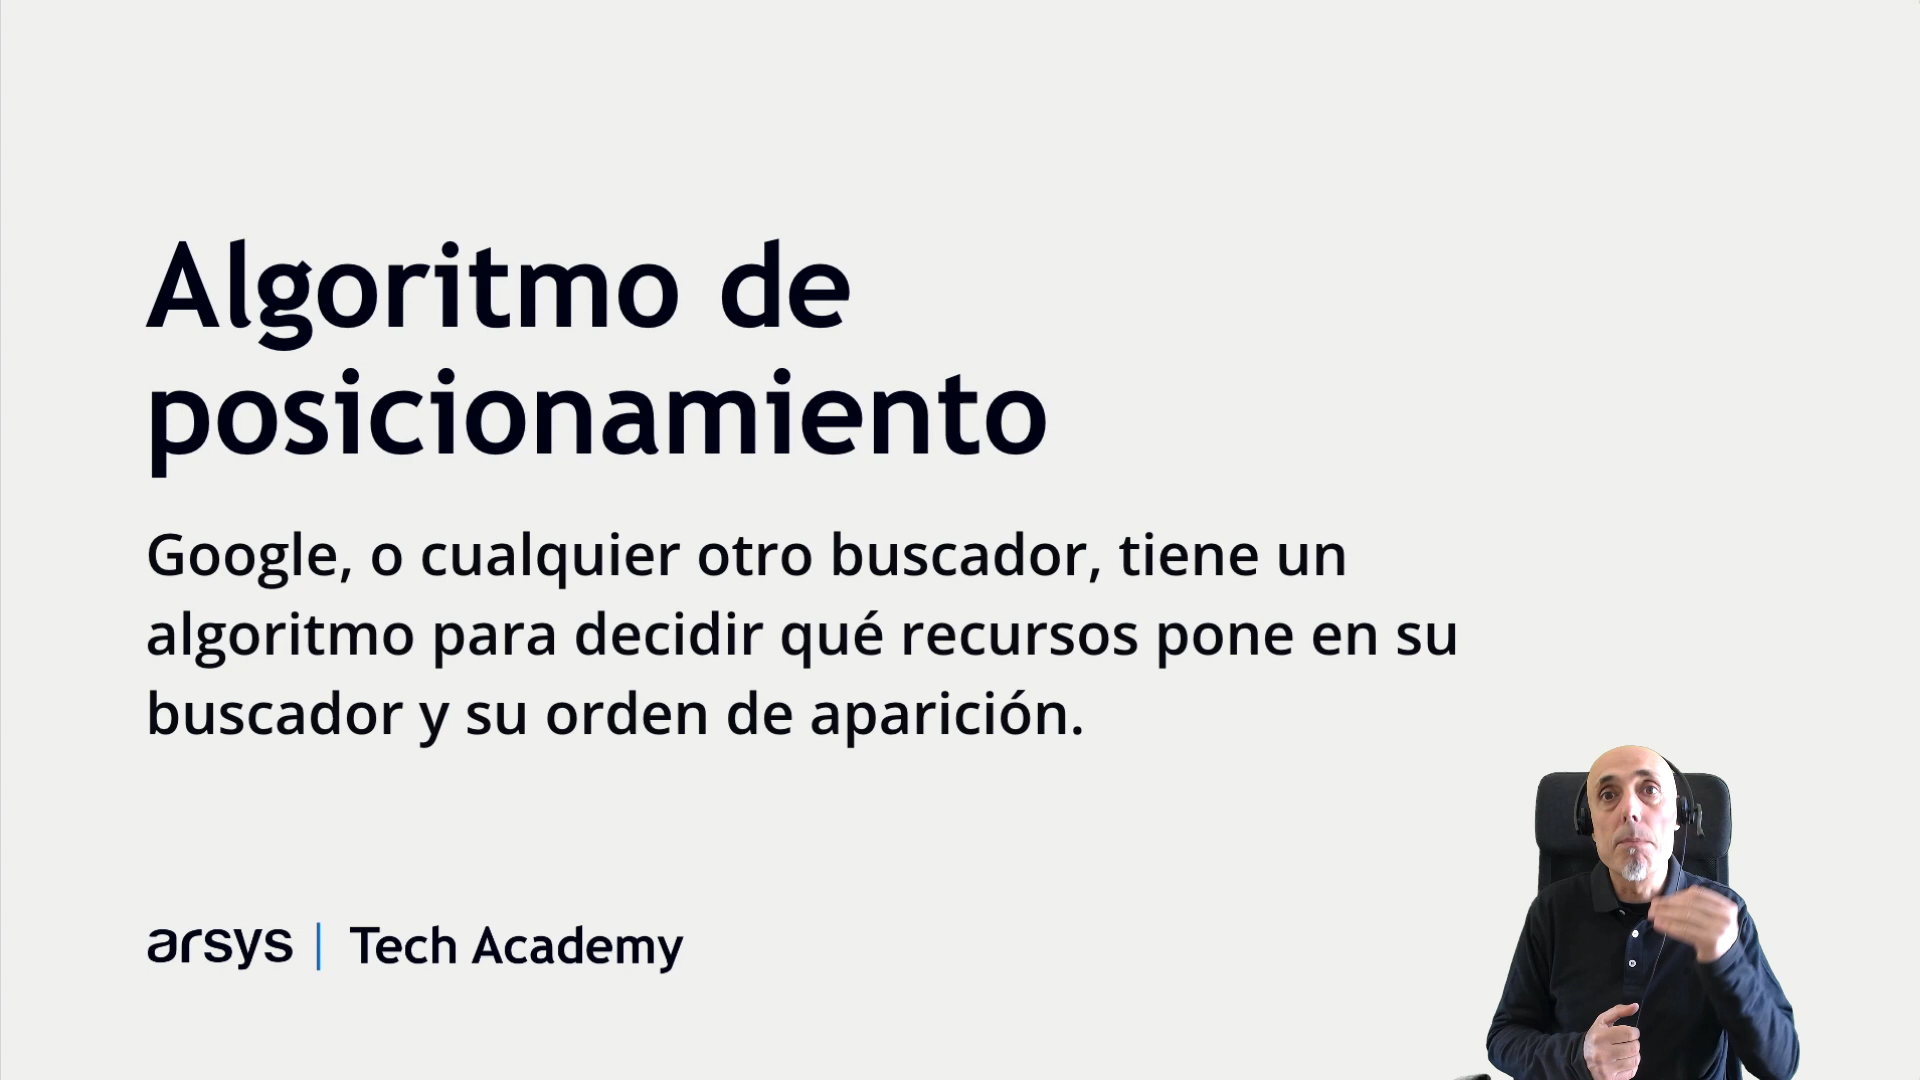 Algoritmo de
posicionamiento
Google, o cualquier otro buscador, tiene un
algoritmo para decidir qué recursos pone en su
buscador y su orden de aparición.
arsys | Tech Academy